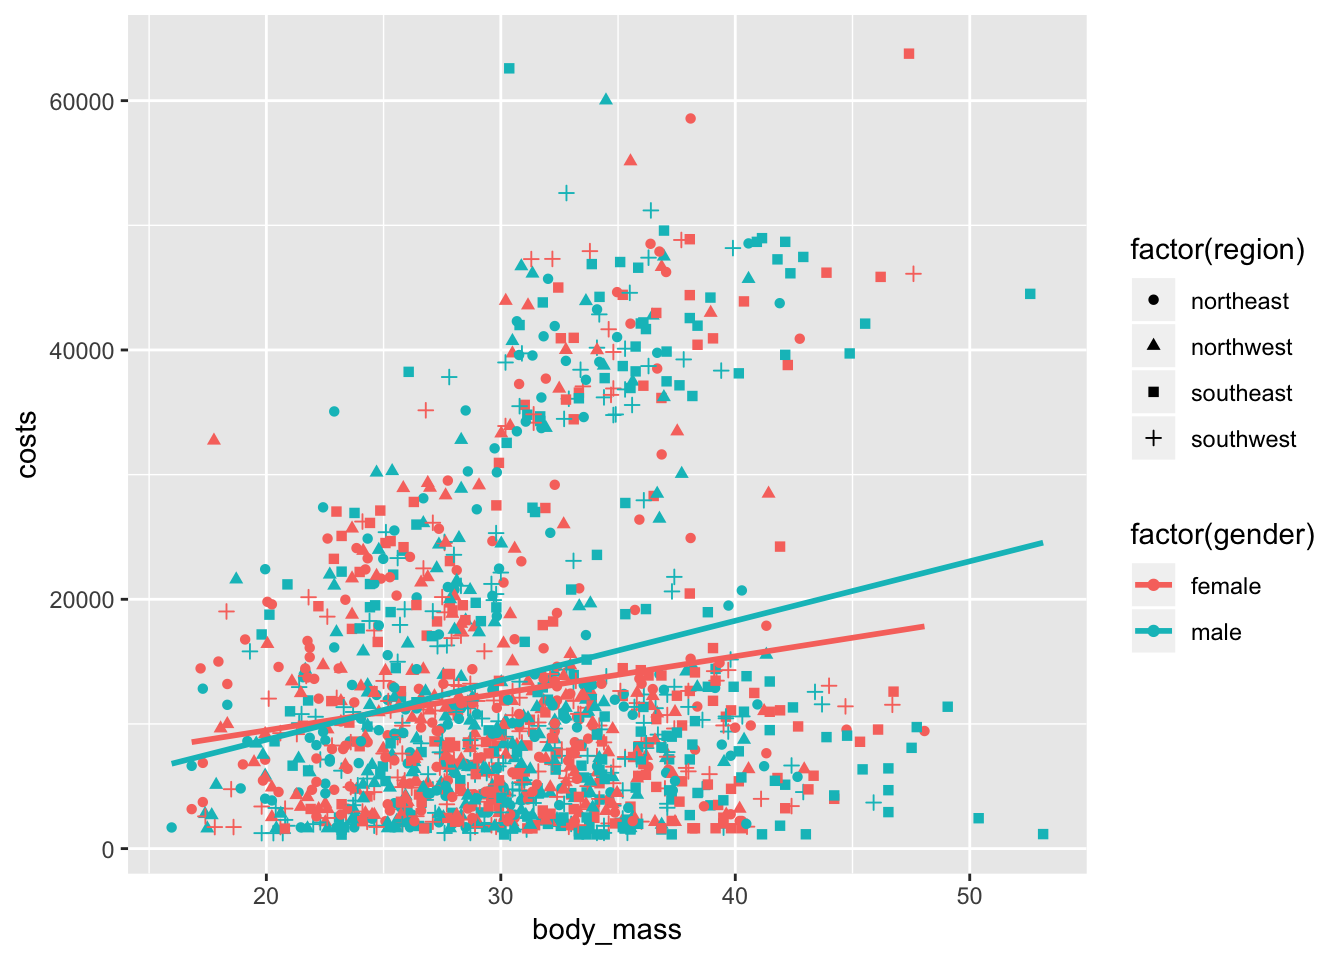 60000
40000
20000
0
costs
20
30
40
50
body_mass
factor(region)
northeast
northwest
southeast
southwest
factor(gender)
female
male